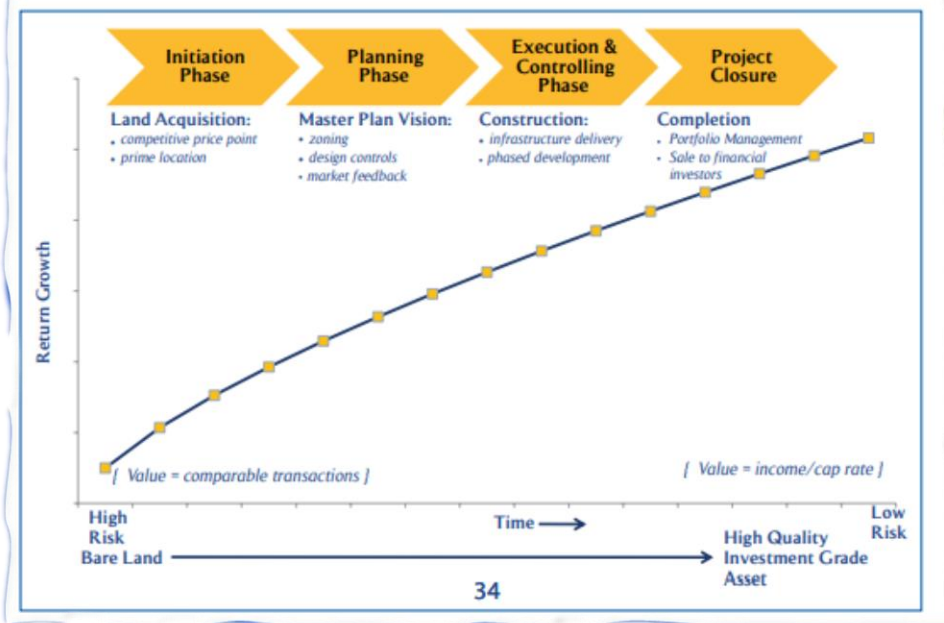 Initiation
Phase
Planning
Phase
Execution &
Controlling
Phase
Project
Closure
Land Acquisition:
• competitive price point
• prime location
Master Plan Vision:
• zoning
• design controls
• market feedback
Construction:
• infrastructure delivery
• phased development
Completion
• Portfolio Management
• Sale to financial
investors
Return Growth
[ Value = comparable transactions ]
[ Value = income/cap rate ]
High
Risk
Time
Low
Risk
Bare Land
High Quality
Investment Grade
Asset
34